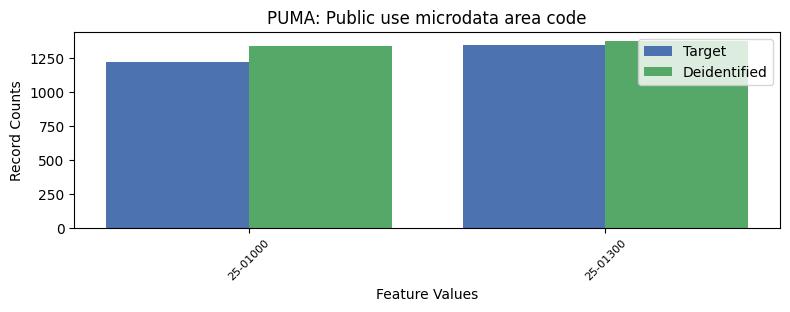 PUMA: Public use microdata area code
Target
Deidentified
1250
1000
750
500
250
0
Record Counts
25-01000
25-01300
Feature Values